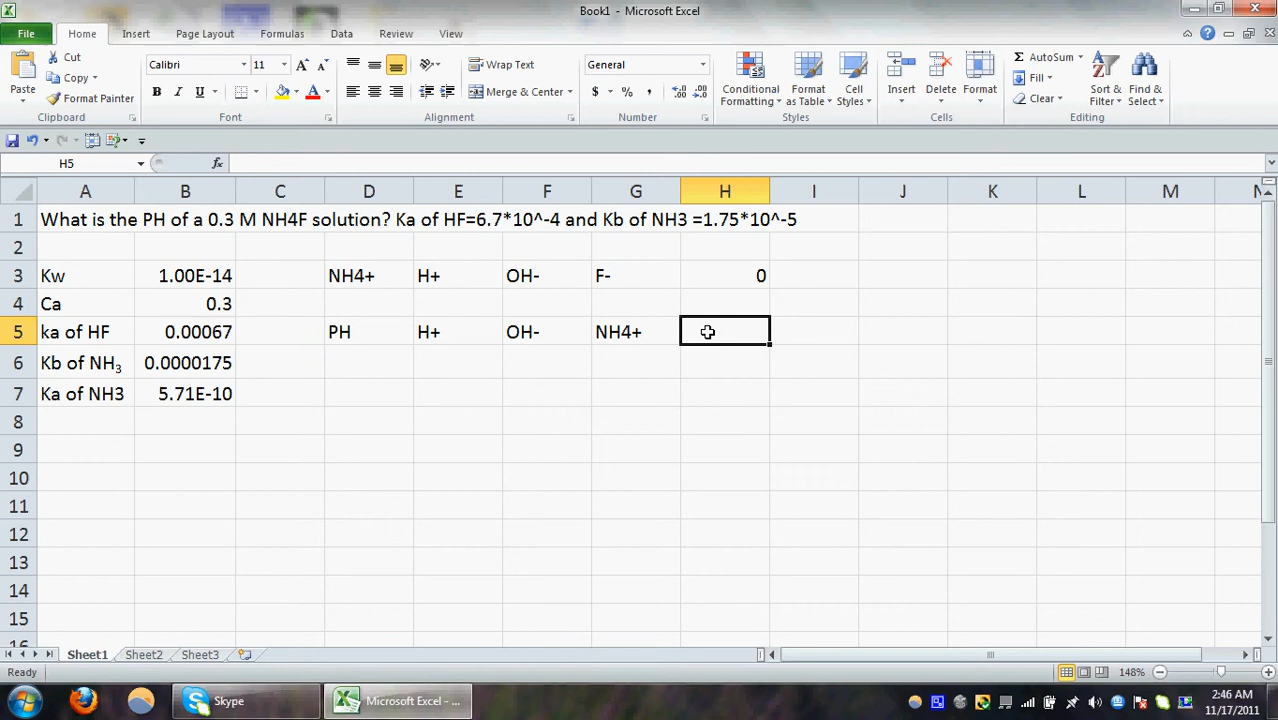 Book1 - Microsoft Excel
File Home Insert Page Layout Formulas Data Review View
Paste
Cut
Copy
Format Painter
Clipboard
Calibri 11
B I U
Font
Wrap Text
Merge & Center
Alignment
General
$ % ,
Number
Conditional Formatting
Format as Table
Cell Styles
Styles
Insert Delete Format
Cells
AutoSum
Fill
Clear
Sort & Filter
Find & Select
Editing
H5 fx
A B C D E F G H I J K L M N
1 What is the PH of a 0.3 M NH4F solution? Ka of HF=6.7*10^-4 and Kb of NH3 =1.75*10^-5
2
3 Kw 1.00E-14 NH4+ H+ OH- F- 0
4 Ca 0.3
5 ka of HF 0.00067 PH H+ OH- NH4+
6 Kb of NH₃ 0.0000175
7 Ka of NH3 5.71E-10
8
9
10
11
12
13
14
15
16
Sheet1 Sheet2 Sheet3
Ready 148%
Skype
Microsoft Excel - ...
2:46 AM
11/17/2011